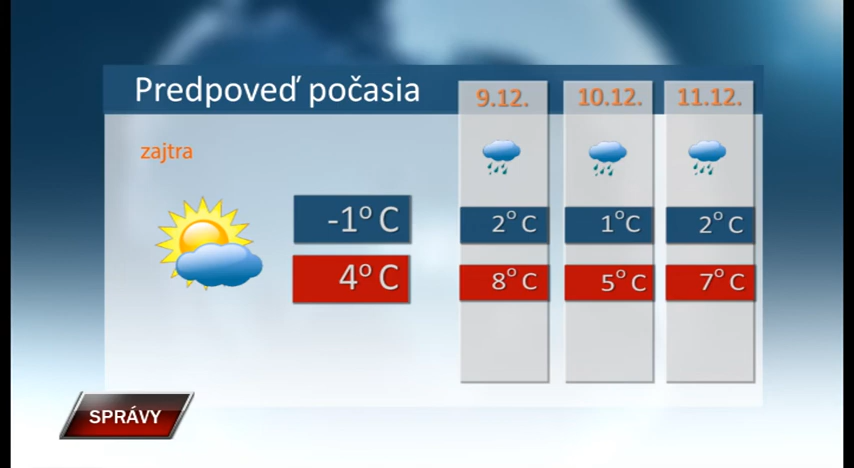 Predpoveď počasia
zajtra
-1° C
4° C
9.12.
2° C
8° C
10.12.
1°C
5° C
11.12.
2° C
7° C
SPRÁVY